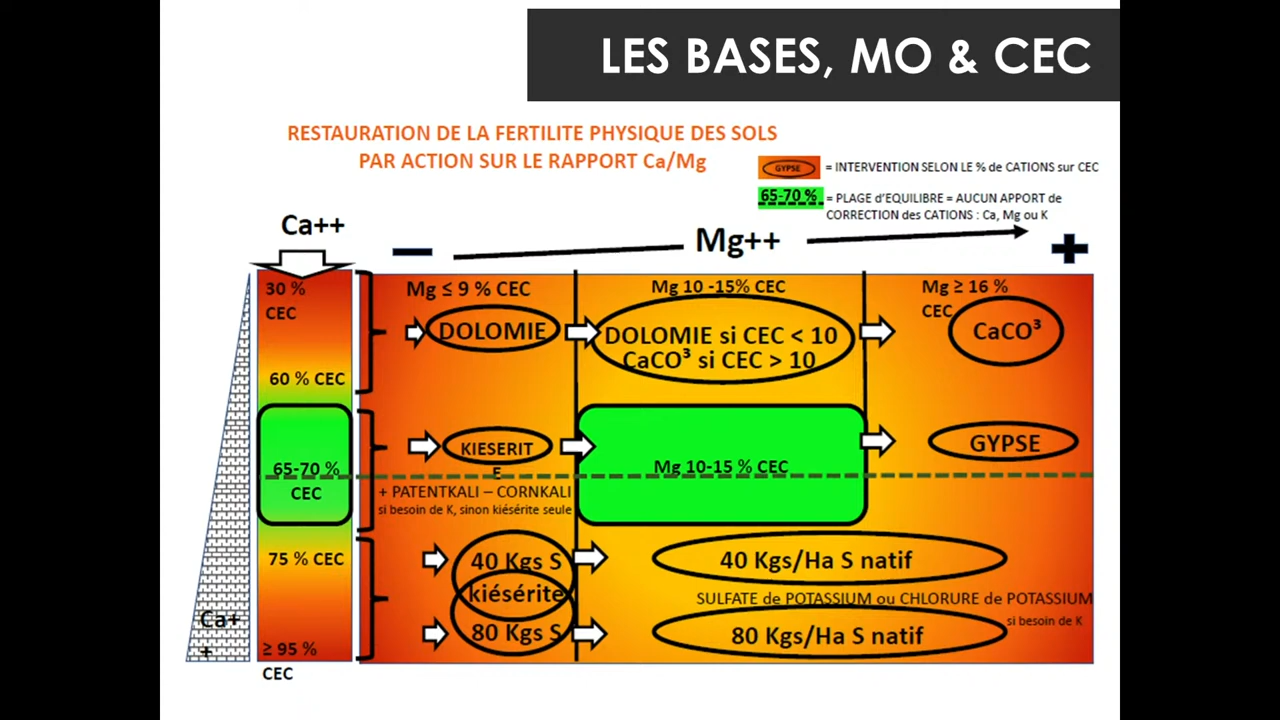 LES BASES, MO & CEC
RESTAURATION DE LA FERTILITE PHYSIQUE DES SOLS
PAR ACTION SUR LE RAPPORT Ca/Mg
GYPSE = INTERVENTION SELON LE % de CATIONS sur CEC
65-70 % = PLAGE d'EQUILIBRE = AUCUN APPORT de
CORRECTION des CATIONS : Ca, Mg ou K
Ca++
Mg++
30 %
CEC
Mg ≤ 9 % CEC
Mg 10 -15% CEC
Mg ≥ 16 %
CEC
DOLOMIE
DOLOMIE si CEC < 10
CaCO³ si CEC > 10
CaCO³
60 % CEC
65-70 %
CEC
KIESERIT
E
Mg 10-15 % CEC
GYPSE
+ PATENTKALI – CORNKALI
si besoin de K, sinon kiésérite seule
75 % CEC
40 Kgs S
kiésérite
80 Kgs S
40 Kgs/Ha S natif
SULFATE de POTASSIUM ou CHLORURE de POTASSIUM
si besoin de K
80 Kgs/Ha S natif
Ca+
+
≥ 95 %
CEC